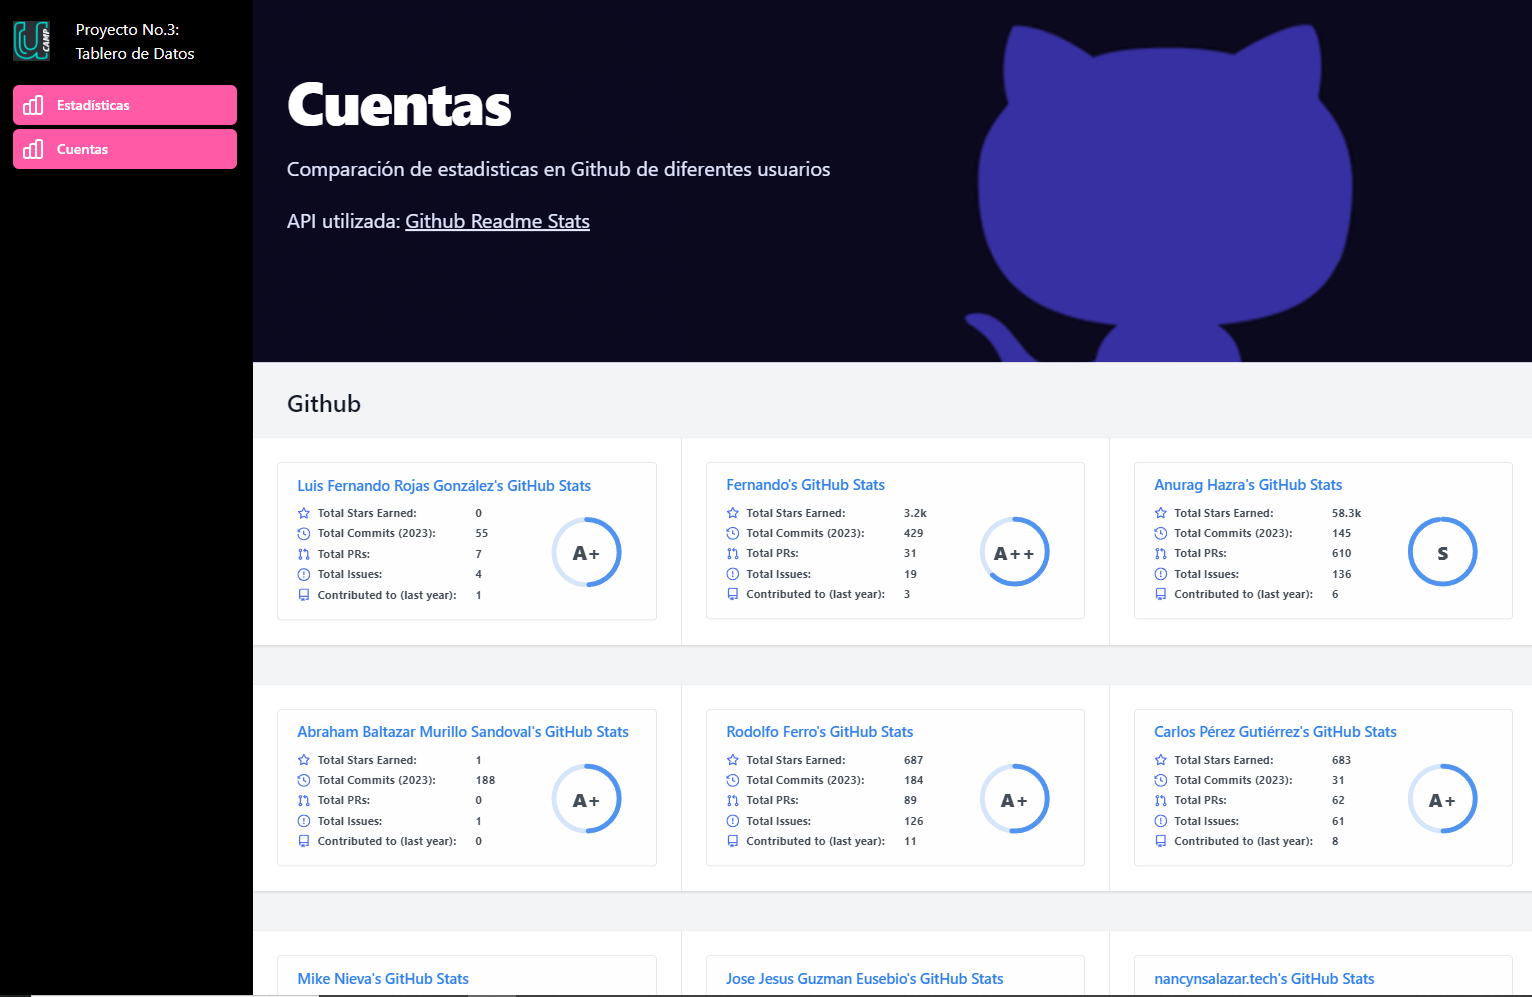 U CAMP
Proyecto No.3:
Tablero de Datos
Estadísticas
Cuentas
Cuentas
Comparación de estadisticas en Github de diferentes usuarios
API utilizada: Github Readme Stats
Github
Luis Fernando Rojas González's GitHub Stats
Total Stars Earned: 0
Total Commits (2023): 55
Total PRs: 7
Total Issues: 4
Contributed to (last year): 1
A+
Fernando's GitHub Stats
Total Stars Earned: 3.2k
Total Commits (2023): 429
Total PRs: 31
Total Issues: 19
Contributed to (last year): 3
A++
Anurag Hazra's GitHub Stats
Total Stars Earned: 58.3k
Total Commits (2023): 145
Total PRs: 610
Total Issues: 136
Contributed to (last year): 6
S
Abraham Baltazar Murillo Sandoval's GitHub Stats
Total Stars Earned: 1
Total Commits (2023): 188
Total PRs: 0
Total Issues: 1
Contributed to (last year): 0
A+
Rodolfo Ferro's GitHub Stats
Total Stars Earned: 687
Total Commits (2023): 184
Total PRs: 89
Total Issues: 126
Contributed to (last year): 11
A+
Carlos Pérez Gutiérrez's GitHub Stats
Total Stars Earned: 683
Total Commits (2023): 31
Total PRs: 62
Total Issues: 61
Contributed to (last year): 8
A+
Mike Nieva's GitHub Stats
Jose Jesus Guzman Eusebio's GitHub Stats
nancynsalazar.tech's GitHub Stats